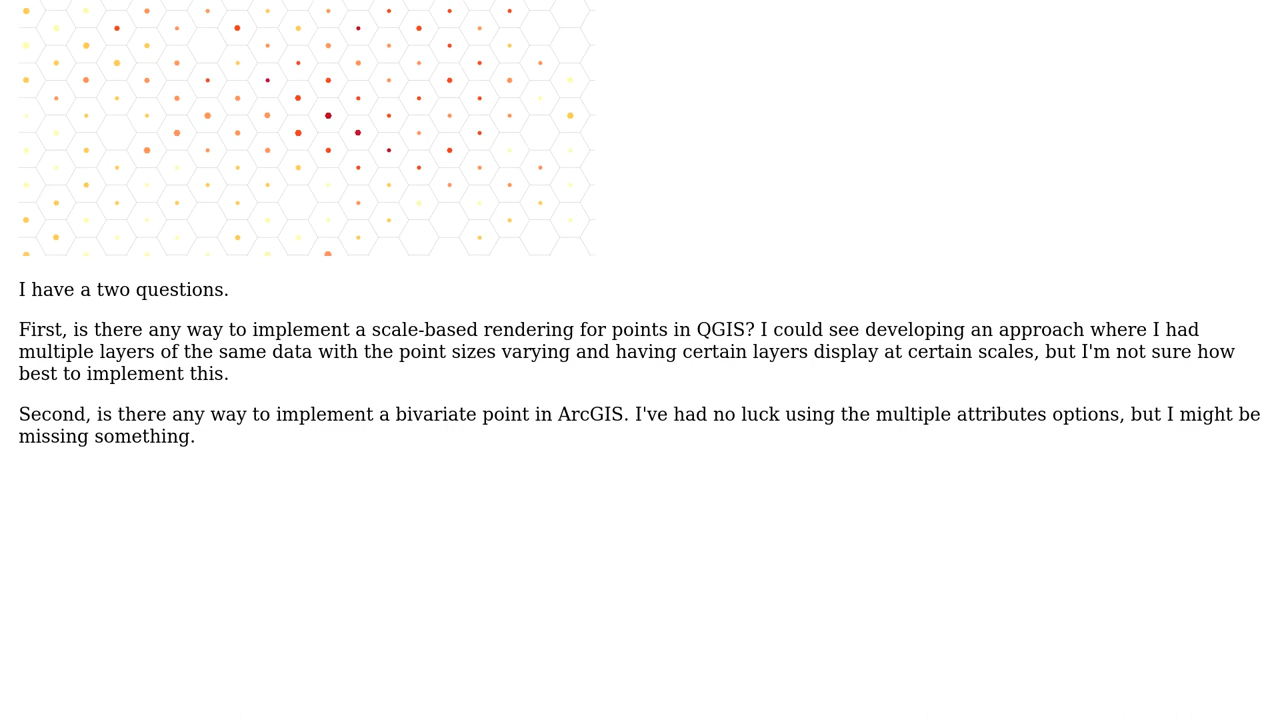 I have a two questions.
First, is there any way to implement a scale-based rendering for points in QGIS? I could see developing an approach where I had
multiple layers of the same data with the point sizes varying and having certain layers display at certain scales, but I'm not sure how
best to implement this.
Second, is there any way to implement a bivariate point in ArcGIS. I've had no luck using the multiple attributes options, but I might be
missing something.